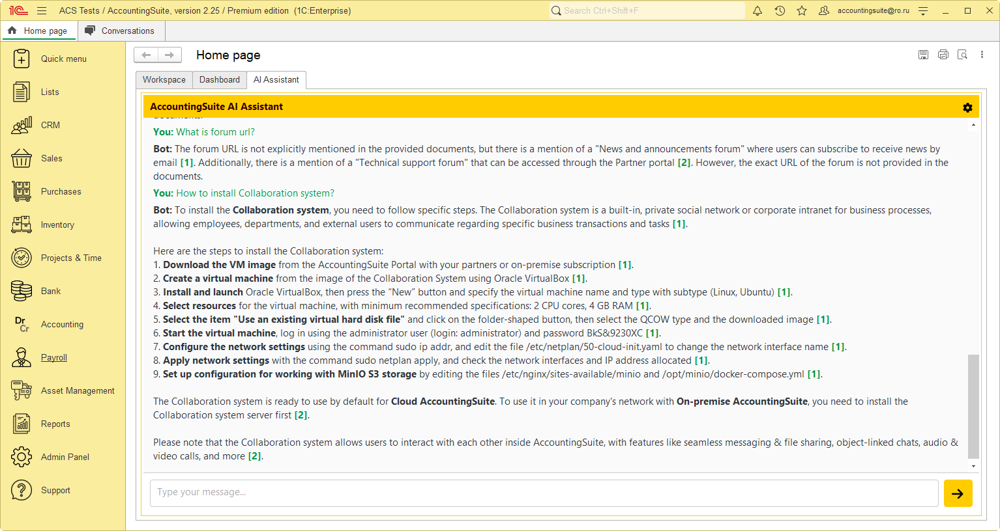 ACS Tests / AccountingSuite, version 2.25 / Premium edition (1C:Enterprise)
Search Ctrl+Shift+F
accountingsuite@ro.ru
Home page
Conversations
Quick menu
Lists
CRM
Sales
Purchases
Inventory
Projects & Time
Bank
Dr
Cr
Accounting
Payroll
Asset Management
Reports
Admin Panel
Support
Home page
Workspace
Dashboard
AI Assistant
AccountingSuite AI Assistant
documents.
You: What is forum url?
Bot: The forum URL is not explicitly mentioned in the provided documents, but there is a mention of a "News and announcements forum" where users can subscribe to receive news by
email [1]. Additionally, there is a mention of a "Technical support forum" that can be accessed through the Partner portal [2]. However, the exact URL of the forum is not provided in the
documents.
You: How to install Collaboration system?
Bot: To install the Collaboration system, you need to follow specific steps. The Collaboration system is a built-in, private social network or corporate intranet for business processes,
allowing employees, departments, and external users to communicate regarding specific business transactions and tasks [1].
Here are the steps to install the Collaboration system:
1. Download the VM image from the AccountingSuite Portal with your partners or on-premise subscription [1].
2. Create a virtual machine from the image of the Collaboration System using Oracle VirtualBox [1].
3. Install and launch Oracle VirtualBox, then press the “New” button and specify the virtual machine name and type with subtype (Linux, Ubuntu) [1].
4. Select resources for the virtual machine, with minimum recommended specifications: 2 CPU cores, 4 GB RAM [1].
5. Select the item "Use an existing virtual hard disk file" and click on the folder-shaped button, then select the QCOW type and the downloaded image [1].
6. Start the virtual machine, log in using the administrator user (login: administrator) and password BkS&9230XC [1].
7. Configure the network settings using the command sudo ip addr, and edit the file /etc/netplan/50-cloud-init.yaml to change the network interface name [1].
8. Apply network settings with the command sudo netplan apply, and check the network interfaces and IP address allocated [1].
9. Set up configuration for working with MinIO S3 storage by editing the files /etc/nginx/sites-available/minio and /opt/minio/docker-compose.yml [1].
The Collaboration system is ready to use by default for Cloud AccountingSuite. To use it in your company's network with On-premise AccountingSuite, you need to install the
Collaboration system server first [2].
Please note that the Collaboration system allows users to interact with each other inside AccountingSuite, with features like seamless messaging & file sharing, object-linked chats, audio &
video calls, and more [2].
Type your message...